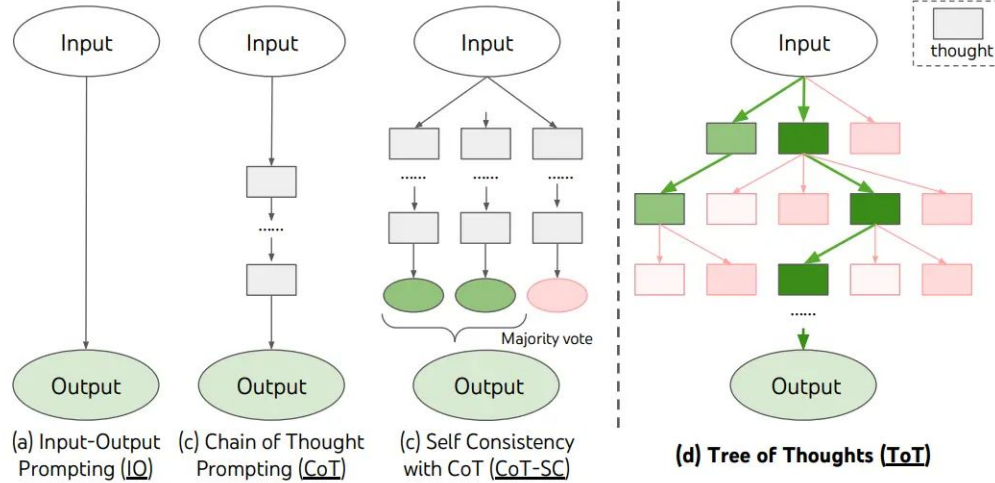 Input
Input
Input
Input
thought
......
......
......
......
......
Majority vote
Output
Output
Output
Output
(a) Input-Output
Prompting (IO)
(c) Chain of Thought
Prompting (CoT)
(c) Self Consistency
with CoT (CoT-SC)
(d) Tree of Thoughts (ToT)